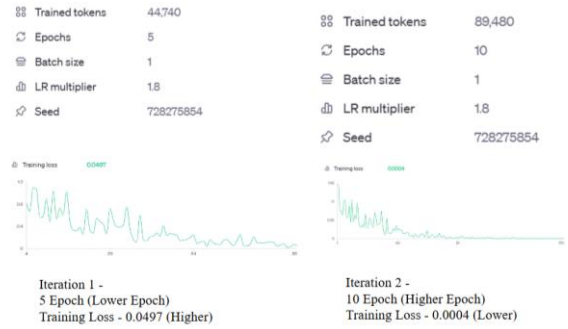 Trained tokens 44,740
Epochs 5
Batch size 1
LR multiplier 1.8
Seed 728275854
Training loss 0.0497
Iteration 1 -
5 Epoch (Lower Epoch)
Training Loss - 0.0497 (Higher)
Trained tokens 89,480
Epochs 10
Batch size 1
LR multiplier 1.8
Seed 728275854
Training loss 0.0004
Iteration 2 -
10 Epoch (Higher Epoch)
Training Loss - 0.0004 (Lower)